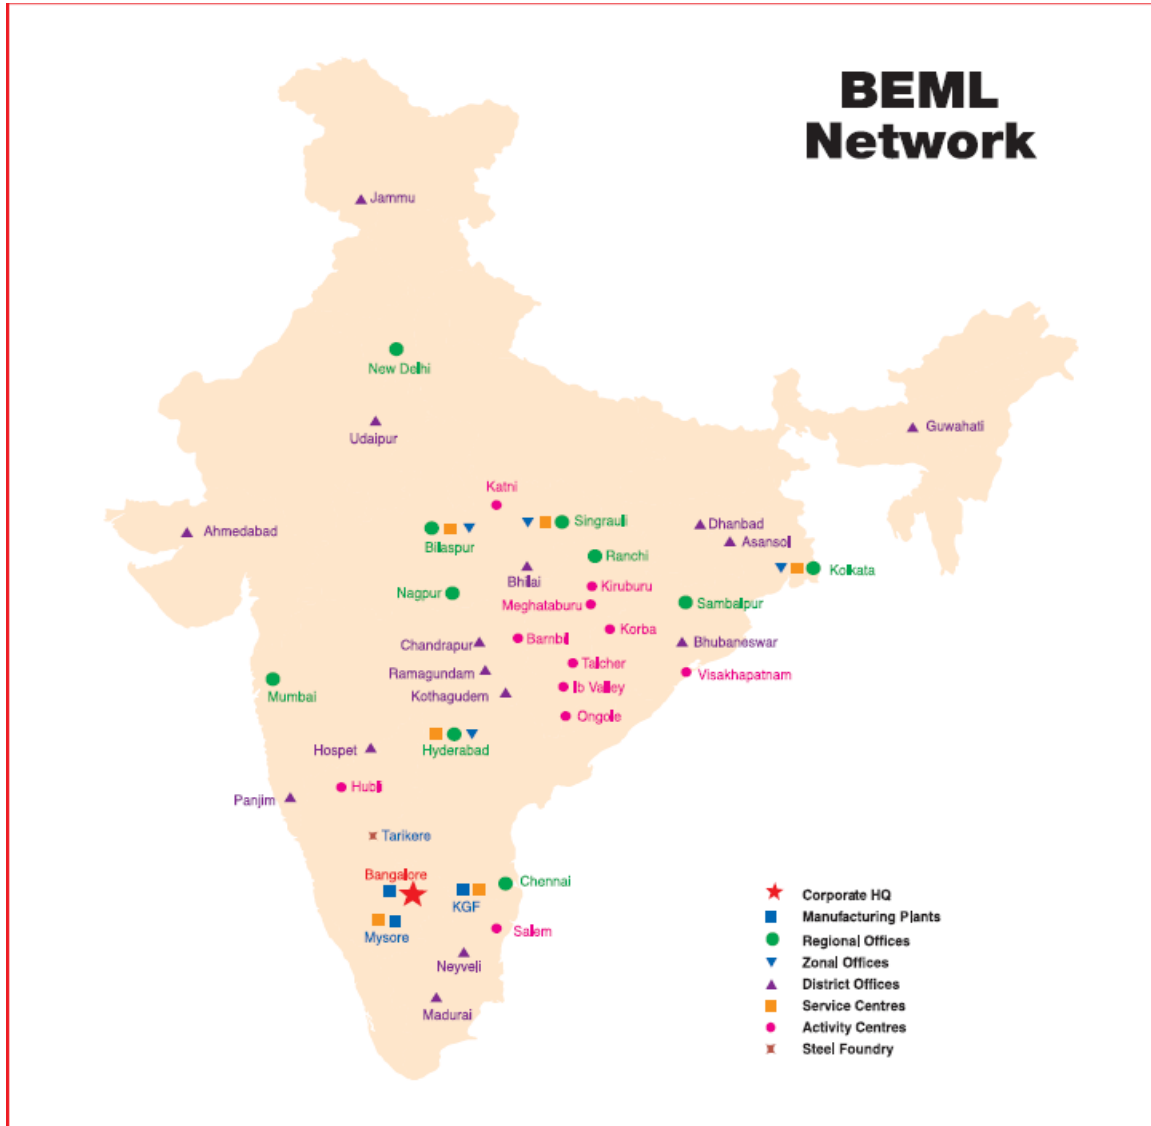 BEML
Network
Jammu
New Delhi
Udaipur
Guwahati
Katni
Ahmedabad
Bilaspur
Singrauli
Dhanbad
Asansol
Ranchi
Kolkata
Bhilai
Nagpur
Kiruburu
Meghataburu
Sambalpur
Korba
Barnbil
Chandrapur
Bhubaneswar
Talcher
Ramagundam
Visakhapatnam
Ib Valley
Kothagudem
Mumbai
Ongole
Hospet
Hyderabad
Hubli
Panjim
Tarikere
Bangalore
Chennai
KGF
Mysore
Salem
Neyveli
Madurai
Corporate HQ
Manufacturing Plants
Regional Offices
Zonal Offices
District Offices
Service Centres
Activity Centres
Steel Foundry